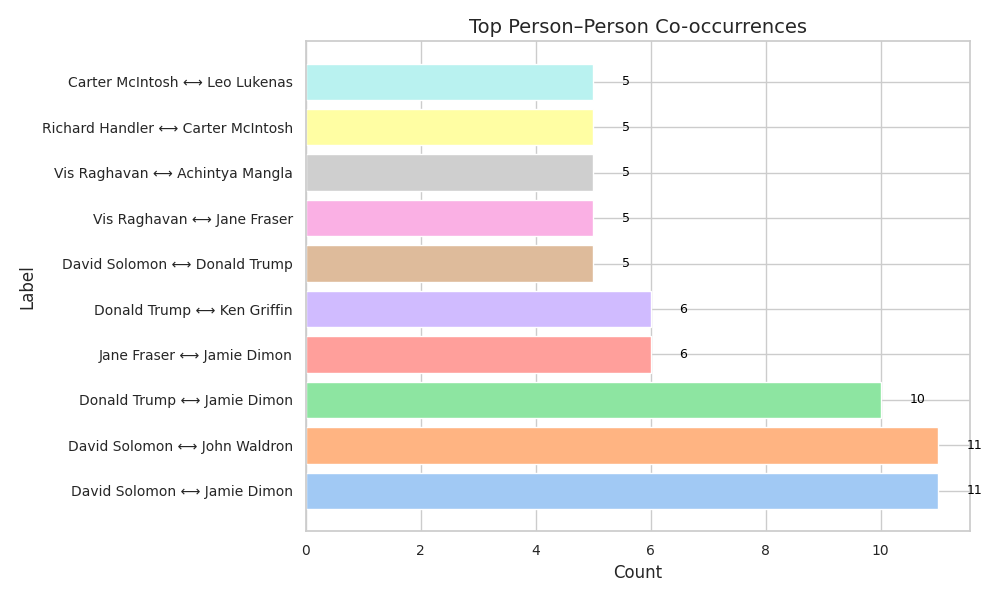 Top Person–Person Co-occurrences
Carter McIntosh ⟷ Leo Lukenas
5
Richard Handler ⟷ Carter McIntosh
5
Vis Raghavan ⟷ Achintya Mangla
5
Vis Raghavan ⟷ Jane Fraser
5
David Solomon ⟷ Donald Trump
5
Donald Trump ⟷ Ken Griffin
6
Jane Fraser ⟷ Jamie Dimon
6
Donald Trump ⟷ Jamie Dimon
10
David Solomon ⟷ John Waldron
11
David Solomon ⟷ Jamie Dimon
11
Label
0 2 4 6 8 10
Count